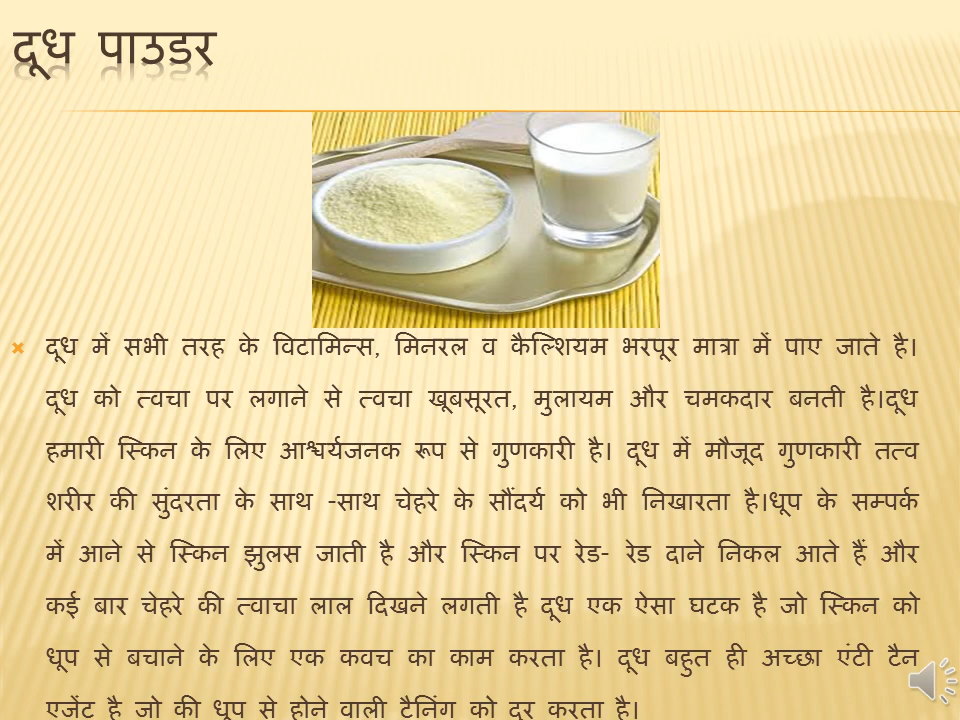 दूध पाउडर
दूध में सभी तरह के विटामिन्स, मिनरल व कैल्शियम भरपूर मात्रा में पाए जाते है।
दूध को त्वचा पर लगाने से त्वचा खूबसूरत, मुलायम और चमकदार बनती है।दूध
हमारी स्किन के लिए आश्चर्यजनक रूप से गुणकारी है। दूध में मौजूद गुणकारी तत्व
शरीर की सुंदरता के साथ -साथ चेहरे के सौंदर्य को भी निखारता है।धूप के सम्पर्क
में आने से स्किन झुलस जाती है और स्किन पर रेड- रेड दाने निकल आते हैं और
कई बार चेहरे की त्वाचा लाल दिखने लगती है दूध एक ऐसा घटक है जो स्किन को
धूप से बचाने के लिए एक कवच का काम करता है। दूध बहुत ही अच्छा एंटी टैन
एजेंट है जो की धूप से होने वाली टैनिंग को दूर करता है।